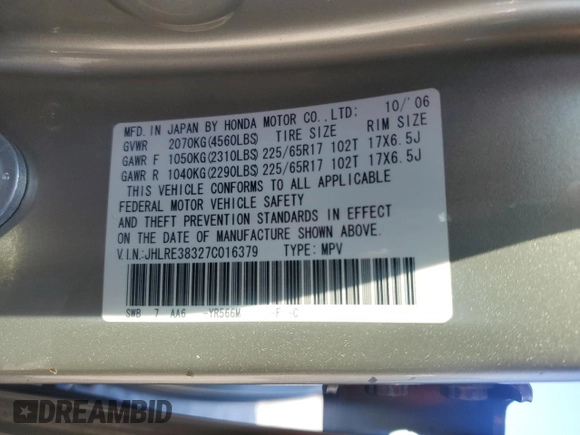 MFD. IN JAPAN BY HONDA MOTOR CO.,LTD: 10/'06
GVWR 2070KG(4560LBS) TIRE SIZE RIM SIZE
GAWR F 1050KG(2310LBS) 225/65R17 102T 17X6.5J
GAWR R 1040KG(2290LBS) 225/65R17 102T 17X6.5J
THIS VEHICLE CONFORMS TO ALL APPLICABLE
FEDERAL MOTOR VEHICLE SAFETY
AND THEFT PREVENTION STANDARDS IN EFFECT
ON THE DATE OF MANUFACTURE SHOWN ABOVE.
V.I.N.:JHLRE38327C016379 TYPE: MPV
SWB 7 AA6 -YR566M -F -C
DREAMBID